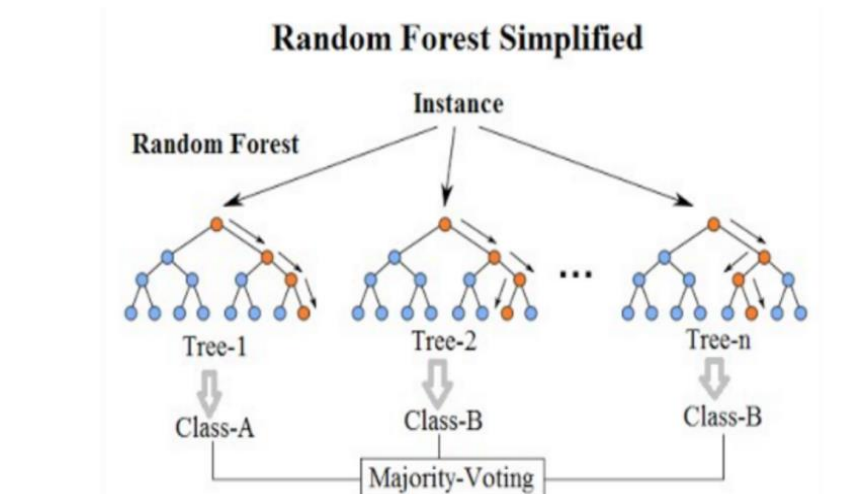 Random Forest Simplified
Instance
Random Forest
...
Tree-1
Tree-2
Tree-n
Class-A
Class-B
Class-B
Majority-Voting